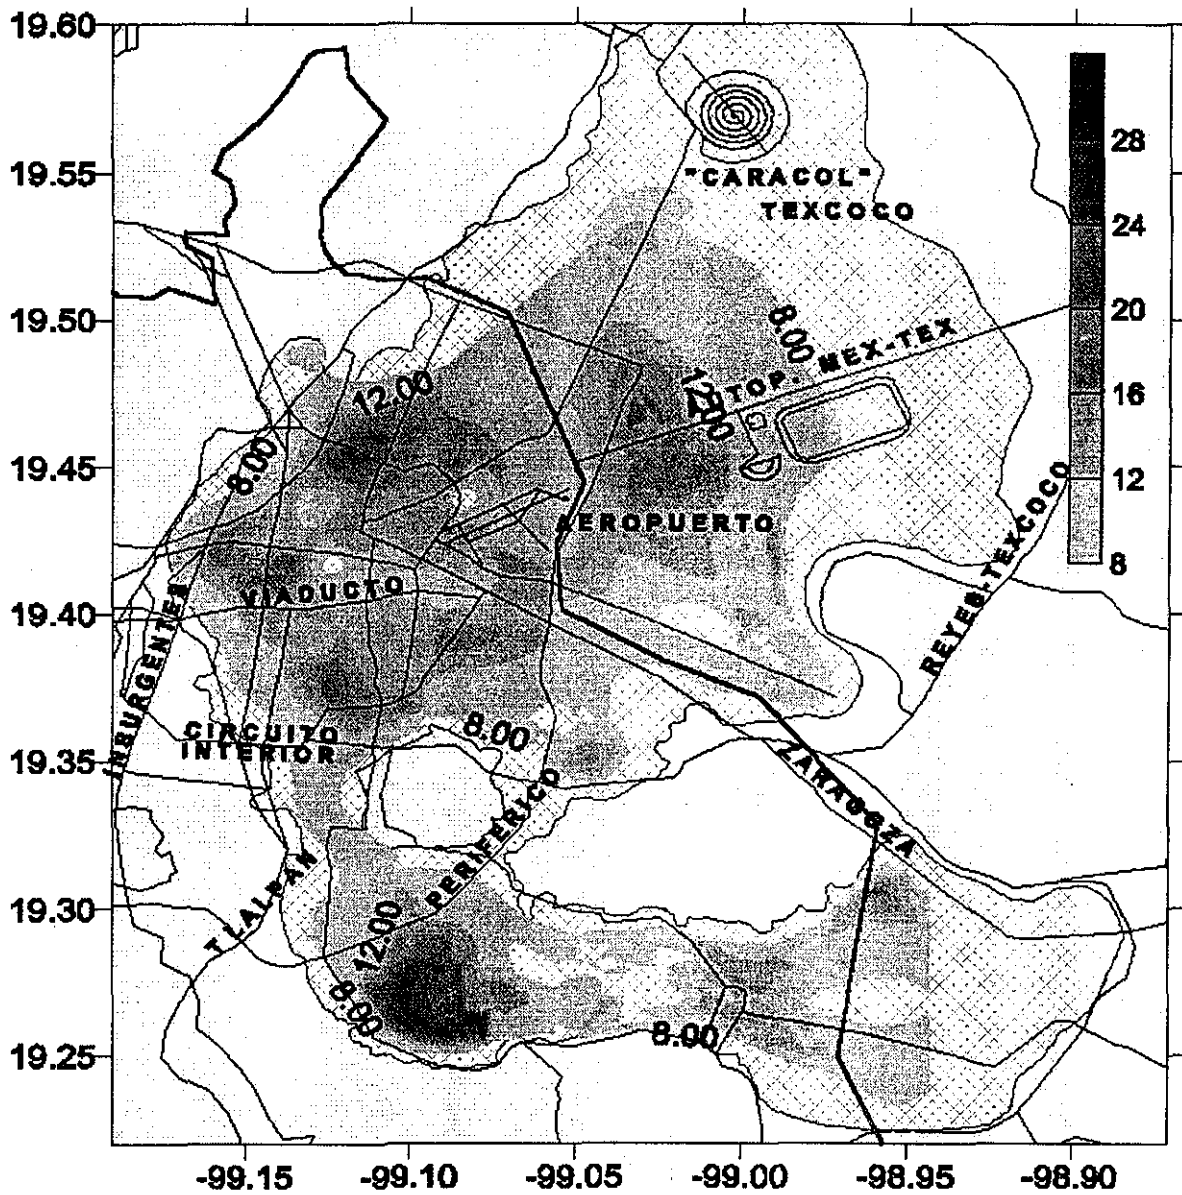 19.60
28
19.55
"CARACOL"
TEXCOCO
24
19.50
8.00
20
TOP. MEX-TEX
12.00
12.00
16
19.45
8.00
12
AEROPUERTO
REYES-TEXCOCO
8
VIADUCTO
19.40
INSURGENTES
CIRCUITO
INTERIOR
8.00
19.35
ZARAGOZA
PERIFERICO
TLALPAN
19.30
12.00
8.00
8.00
19.25
-99.15
-99.10
-99.05
-99.00
-98.95
-98.90